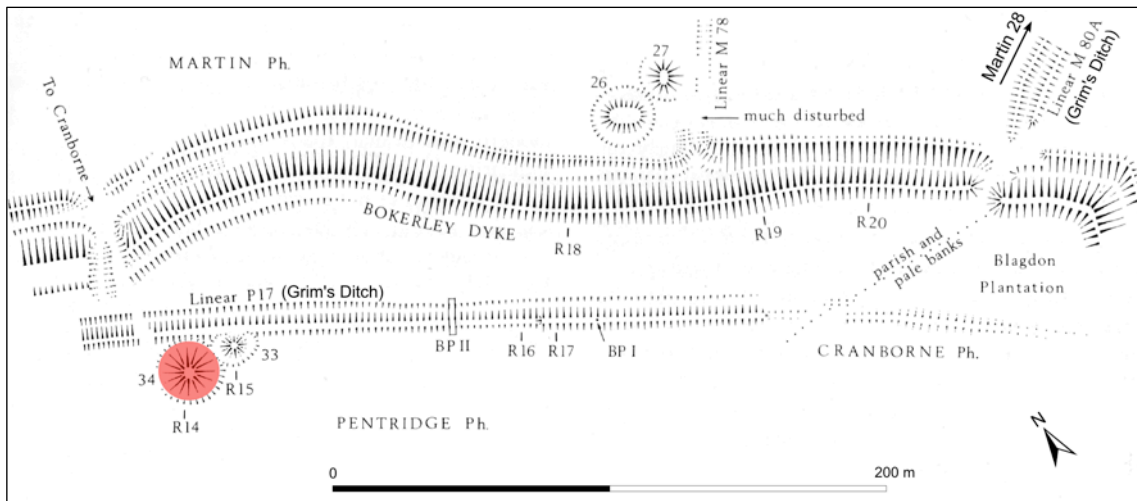 MARTIN Ph.
To Cranborne
26
27
Linear M 78
much disturbed
Martin 28
Linear M 80A
(Grim's Ditch)
BOKERLEY DYKE
R18
R19
R20
parish and
pale banks
Blagdon
Plantation
Linear P17 (Grim's Ditch)
BP II
R16
R17
BP I
CRANBORNE Ph.
34
33
R15
R14
PENTRIDGE Ph.
N
0
200 m